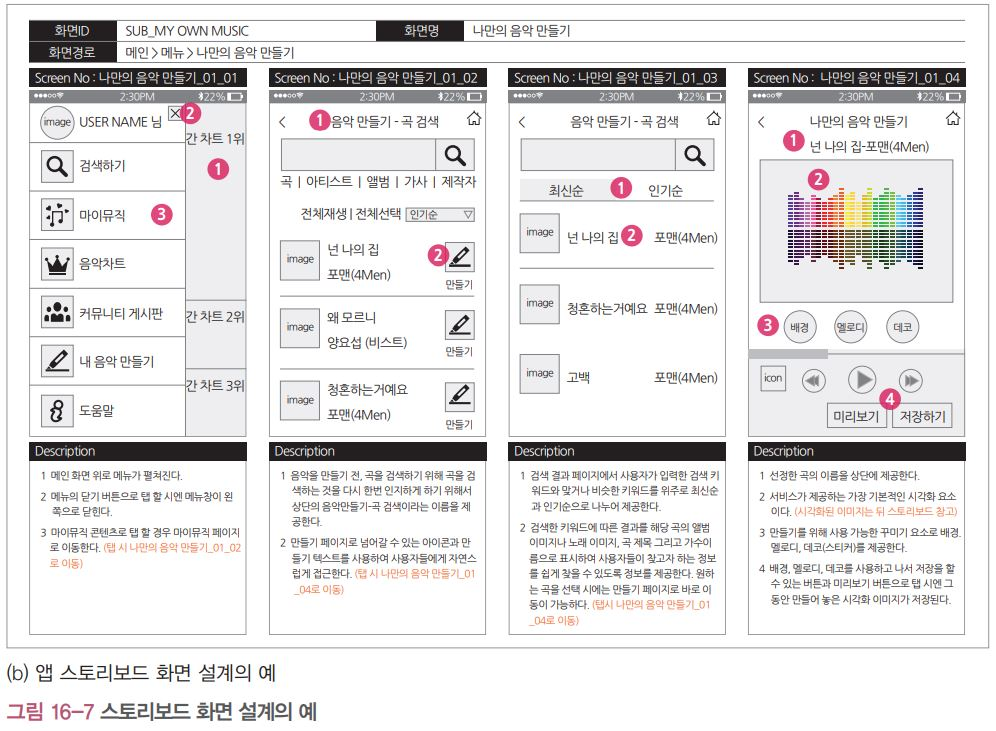 화면ID SUB_MY OWN MUSIC 화면명 나만의 음악 만들기
화면경로 메인 > 메뉴 > 나만의 음악 만들기
Screen No : 나만의 음악 만들기_01_01
2:30PM 22%
image USER NAME 님 2
간 차트 1위
1
검색하기
마이뮤직 3
음악차트
커뮤니티 게시판
간 차트 2위
내 음악 만들기
간 차트 3위
도움말
Description
1 메인 화면 위로 메뉴가 펼쳐진다.
2 메뉴의 닫기 버튼으로 탭 할 시엔 메뉴창이 왼
쪽으로 닫힌다.
3 마이뮤직 콘텐츠로 탭 할 경우 마이뮤직 페이지
로 이동한다. (탭 시 나만의 음악 만들기_01_02
로 이동)
Screen No : 나만의 음악 만들기_01_02
2:30PM 22%
< 1 음악 만들기 - 곡 검색
곡 | 아티스트 | 앨범 | 가사 | 제작자
전체재생 | 전체선택 인기순
image 넌 나의 집
포맨(4Men)
2 만들기
image 왜 모르니
양요섭 (비스트)
만들기
image 청혼하는거예요
포맨(4Men)
만들기
Description
1 음악을 만들기 전, 곡을 검색하기 위해 곡을 검
색하는 것을 다시 한번 인지하게 하기 위해서
상단의 음악만들기-곡 검색이라는 이름을 제
공한다.
2 만들기 페이지로 넘어갈 수 있는 아이콘과 만
들기 텍스트를 사용하여 사용자들에게 자연스
럽게 접근한다. (탭 시 나만의 음악 만들기_01
_04로 이동)
Screen No : 나만의 음악 만들기_01_03
2:30PM 22%
< 음악 만들기 - 곡 검색
최신순 1 인기순
image 넌 나의 집 2 포맨(4Men)
image 청혼하는거예요 포맨(4Men)
image 고백 포맨(4Men)
Description
1 검색 결과 페이지에서 사용자가 입력한 검색 키
워드와 맞거나 비슷한 키워드를 위주로 최신순
과 인기순으로 나누어 제공한다.
2 검색한 키워드에 따른 결과를 해당 곡의 앨범
이미지나 노래 이미지, 곡 제목 그리고 가수이
름으로 표시하여 사용자들이 찾고자 하는 정보
를 쉽게 찾을 수 있도록 정보를 제공한다. 원하
는 곡을 선택 시에는 만들기 페이지로 바로 이
동이 가능하다. (탭시 나만의 음악 만들기_01
_04로 이동)
Screen No : 나만의 음악 만들기_01_04
2:30PM 22%
< 나만의 음악 만들기
1 넌 나의 집-포맨(4Men)
2
3 배경 멜로디 데코
icon
4
미리보기 저장하기
Description
1 선정한 곡의 이름을 상단에 제공한다.
2 서비스가 제공하는 가장 기본적인 시각화 요소
이다. (시각화된 이미지는 뒤 스토리보드 참고)
3 만들기를 위해 사용 가능한 꾸미기 요소로 배경.
멜로디, 데코(스티커)를 제공한다.
4 배경, 멜로디, 데코를 사용하고 나서 저장을 할
수 있는 버튼과 미리보기 버튼으로 탭 시엔 그
동안 만들어 놓은 시각화 이미지가 저장된다.
(b) 앱 스토리보드 화면 설계의 예
그림 16-7 스토리보드 화면 설계의 예